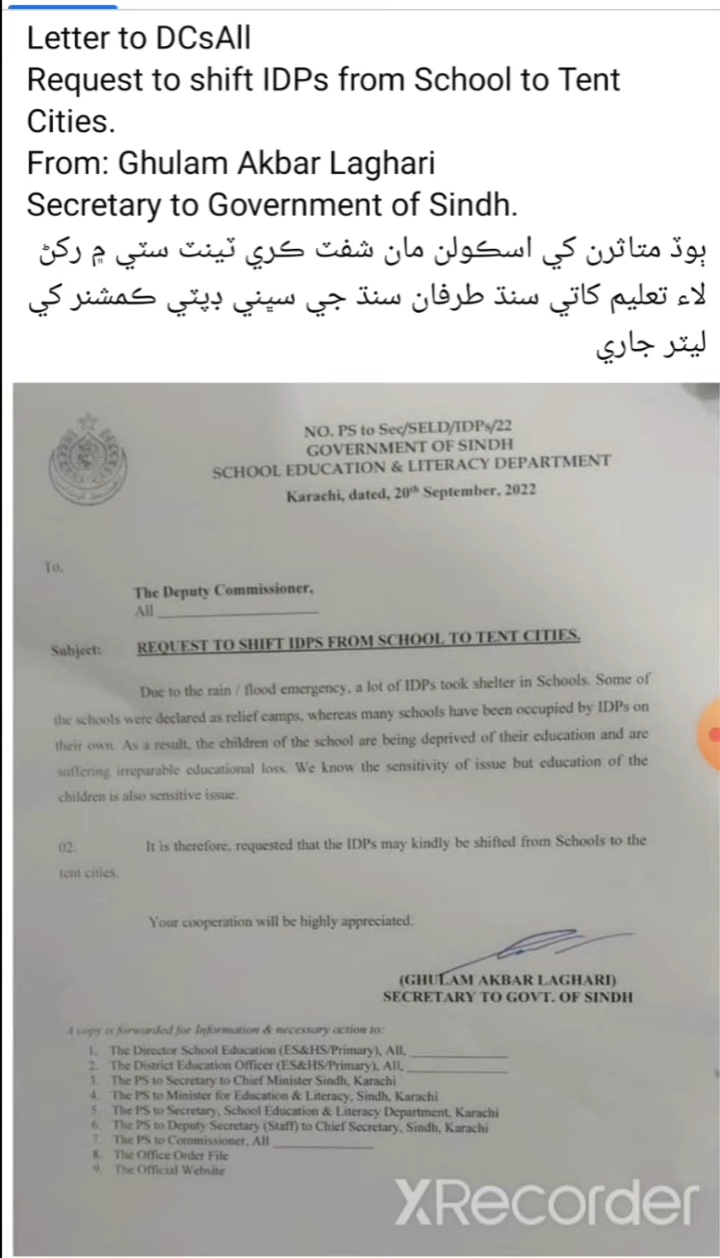 Letter to DCsAll
Request to shift IDPs from School to Tent
Cities.
From: Ghulam Akbar Laghari
Secretary to Government of Sindh.
ٻوڏ متاثرن کي اسڪولن مان شفٽ ڪري ٽينٽ سٽي ۾ رکڻ
لاء تعليم کاتي سنڌ طرفان سنڌ جي سڀني ڊپٽي ڪمشنر کي
ليٽر جاري
NO. PS to Sec/SELD/IDPs/22
GOVERNMENT OF SINDH
SCHOOL EDUCATION & LITERACY DEPARTMENT
Karachi, dated, 20th September, 2022
To,
The Deputy Commissioner,
All
Subject: REQUEST TO SHIFT IDPS FROM SCHOOL TO TENT CITIES.
Due to the rain / flood emergency, a lot of IDPs took shelter in Schools. Some of
the schools were declared as relief camps, whereas many schools have been occupied by IDPs on
their own. As a result, the children of the school are being deprived of their education and are
suffering irreparable educational loss. We know the sensitivity of issue but education of the
children is also sensitive issue.
02. It is therefore, requested that the IDPs may kindly be shifted from Schools to the
tent cities.
Your cooperation will be highly appreciated.
(GHULAM AKBAR LAGHARI)
SECRETARY TO GOVT. OF SINDH
A copy is forwarded for Information & necessary action to:
1. The Director School Education (ES&HS/Primary), All,
2. The District Education Officer (ES&HS/Primary), All,
3. The PS to Secretary to Chief Minister Sindh, Karachi
4. The PS to Minister for Education & Literacy, Sindh, Karachi
5. The PS to Secretary, School Education & Literacy Department, Karachi
6. The PS to Deputy Secretary (Staff) to Chief Secretary, Sindh, Karachi
7. The PS to Commissioner, All
8. The Office Order File
9. The Official Website
XRecorder